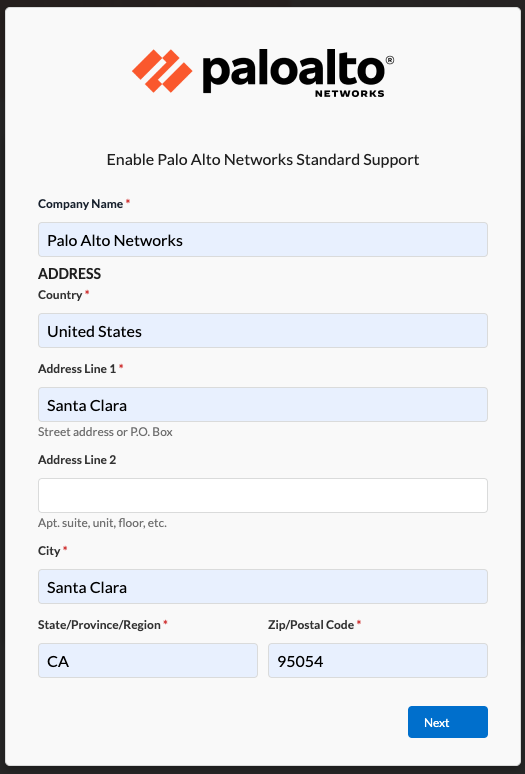 paloalto®
NETWORKS
Enable Palo Alto Networks Standard Support
Company Name *
Palo Alto Networks
ADDRESS
Country *
United States
Address Line 1 *
Santa Clara
Street address or P.O. Box
Address Line 2
Apt. suite, unit, floor, etc.
City *
Santa Clara
State/Province/Region * Zip/Postal Code *
CA 95054
Next